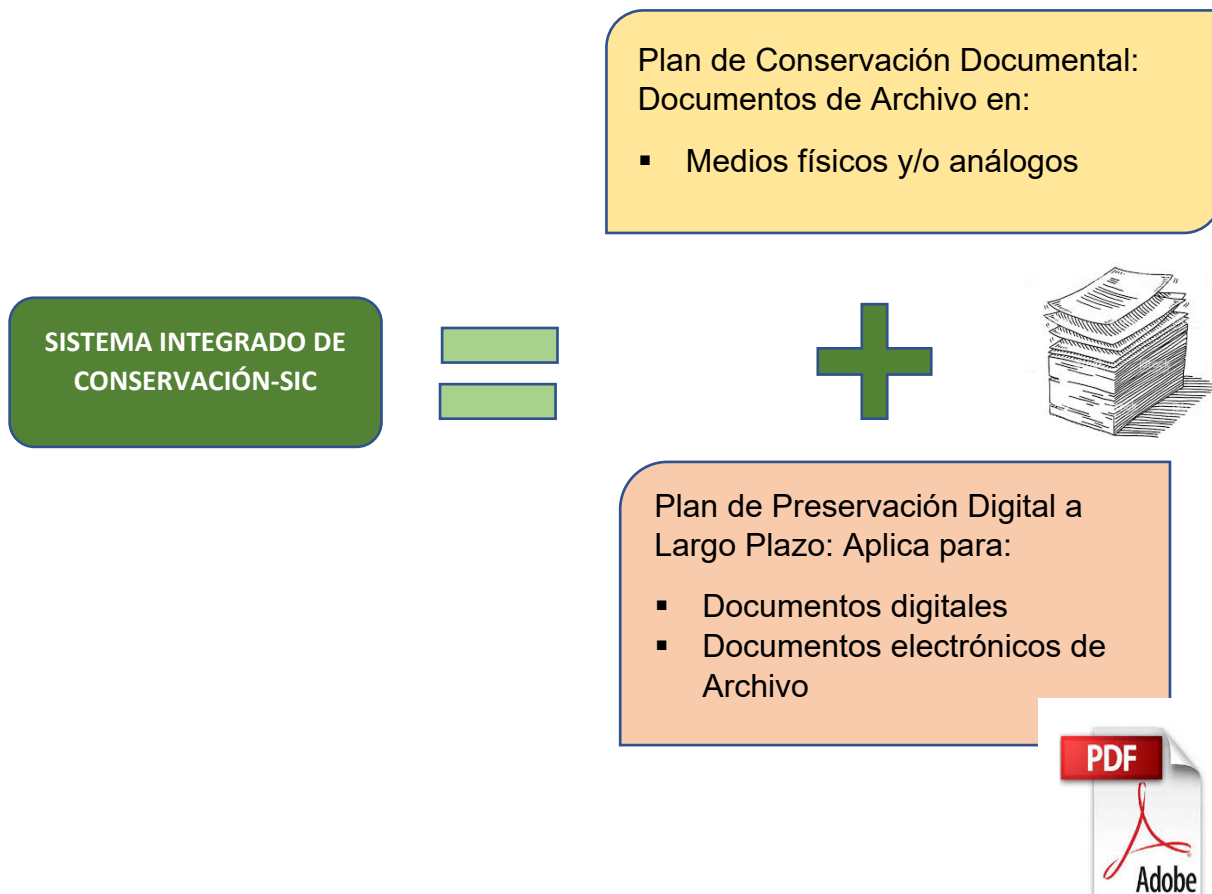 Plan de Conservación Documental:
Documentos de Archivo en:
▪ Medios físicos y/o análogos
SISTEMA INTEGRADO DE
CONSERVACIÓN-SIC
Plan de Preservación Digital a
Largo Plazo: Aplica para:
▪ Documentos digitales
▪ Documentos electrónicos de
Archivo
PDF
Adobe